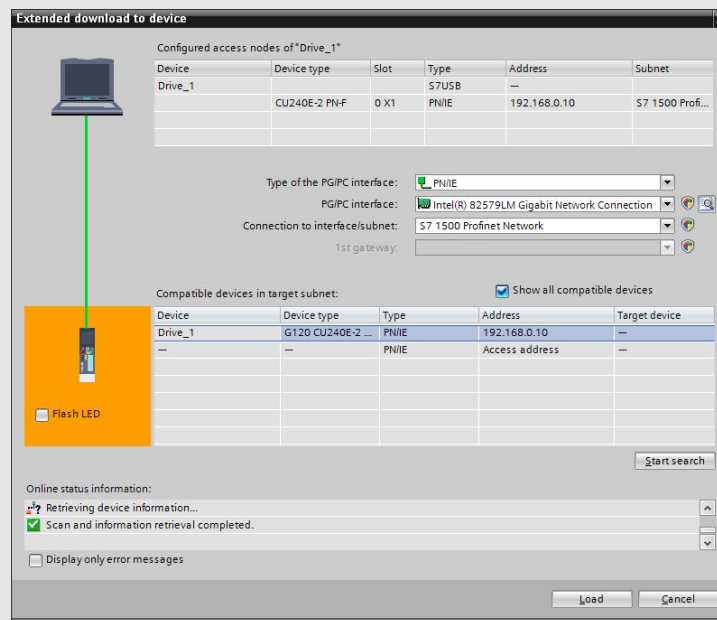 Extended download to device
Configured access nodes of "Drive_1"
Device Device type Slot Type Address Subnet
Drive_1 S7USB —
CU240E-2 PN-F 0 X1 PN/IE 192.168.0.10 S7 1500 Profi...
Type of the PG/PC interface: PN/IE
PG/PC interface: Intel(R) 82579LM Gigabit Network Connection
Connection to interface/subnet: S7 1500 Profinet Network
1st gateway:
Compatible devices in target subnet: Show all compatible devices
Device Device type Type Address Target device
Drive_1 G120 CU240E-2 ... PN/IE 192.168.0.10 —
— — PN/IE Access address —
Flash LED
Start search
Online status information:
Retrieving device information...
Scan and information retrieval completed.
Display only error messages
Load Cancel